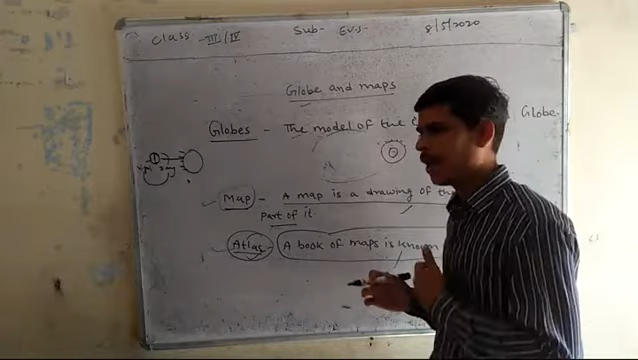 Class - III/IV Sub- EVS- 8/5/2020
Globe and maps
Globes - The model of the Globe.
Map - A map is a drawing of the
part of it.
Atlas - A book of maps is known